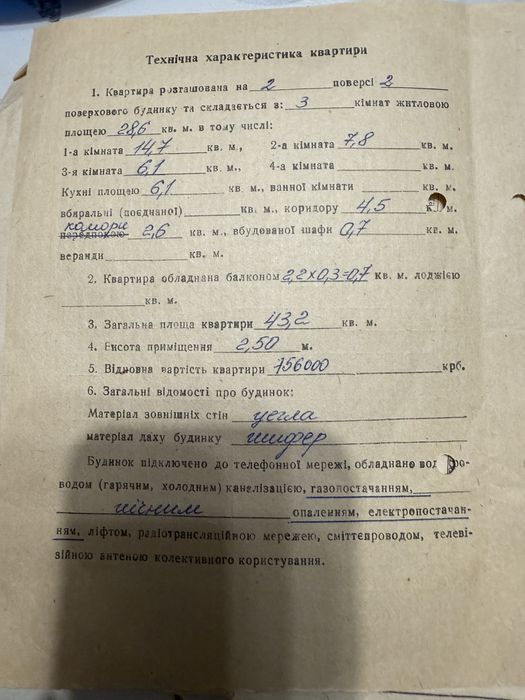 Технічна характеристика квартири
1. Квартира розташована на 2 поверсі 2
поверхового будинку та складається з: 3 кімнат житловою
площею 28,6 кв. м. в тому числі:
1-а кімната 14,7 кв. м., 2-а кімната 7,8 кв. м.
3-я кімната 6,1 кв. м., 4-а кімната кв. м.
Кухні площею 6,1 кв. м., ванної кімнати кв. м.
вбиральні (поєднаної) кв. м., коридору 4,5 кв. м.
комори
передпокою 2,6 кв. м., вбудованої шафи 0,7 кв. м.
веранди кв. м.
2. Квартира обладнана балконом 2,2x0,3=0,7 кв. м. лоджією
кв. м.
3. Загальна площа квартири 43,2 кв. м.
4. Висота приміщення 2,50 м.
5. Відновна вартість квартири 756000 крб.
6. Загальні відомості про будинок:
Матеріал зовнішніх стін цегла
матеріал даху будинку шифер
Будинок підключено до телефонної мережі, обладнано водопро-
водом (гарячим, холодним) каналізацією, газопостачанням,
пічним опаленням, електропостачан-
ням, ліфтом, радіотрансляційною мережею, сміттєпроводом, телеві-
зійною антеною колективного користування.